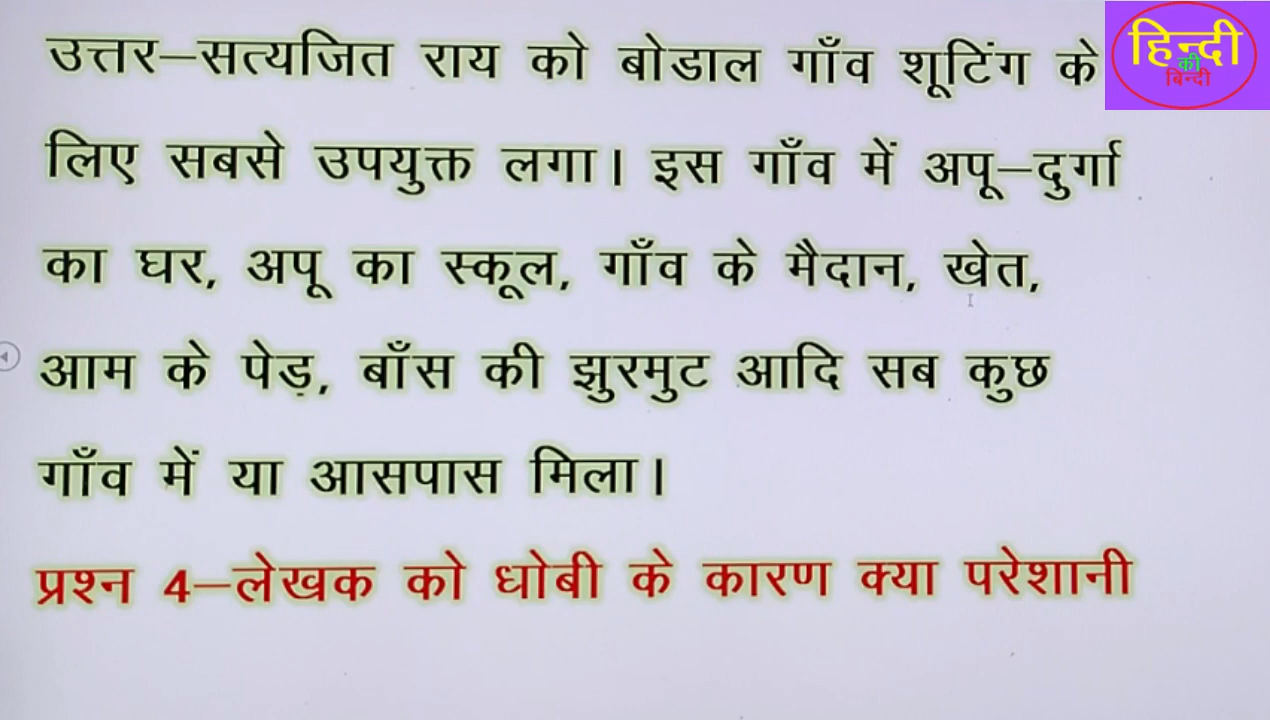 उत्तर–सत्यजित राय को बोडाल गाँव शूटिंग के
लिए सबसे उपयुक्त लगा। इस गाँव में अपू–दुर्गा
का घर, अपू का स्कूल, गाँव के मैदान, खेत,
आम के पेड़, बाँस की झुरमुट आदि सब कुछ
गाँव में या आसपास मिला।
प्रश्न 4–लेखक को धोबी के कारण क्या परेशानी
हिन्दी
की
बिन्दी